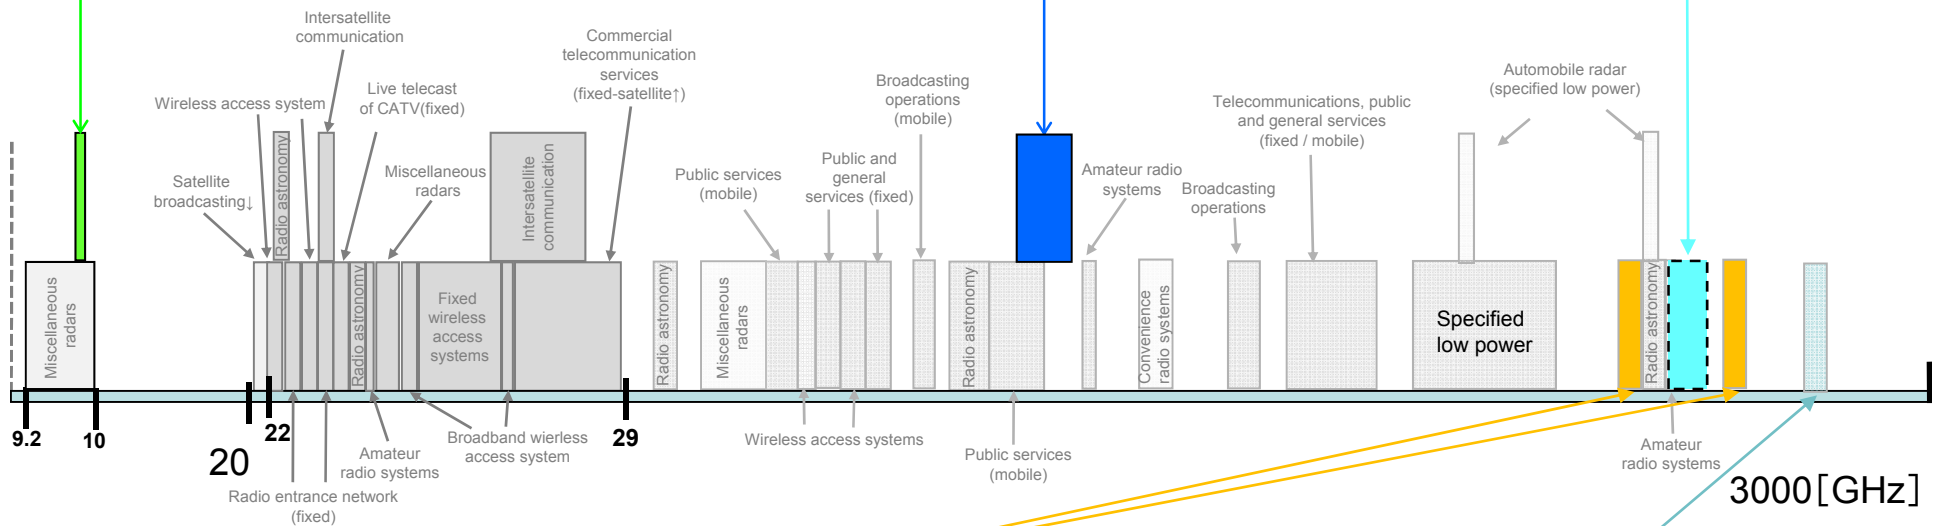 Intersatellite
communication
Commercial
telecommunication
services
(fixed-satellite↑)
Wireless access system
Live telecast
of CATV(fixed)
Broadcasting
operations
(mobile)
Telecommunications, public
and general services
(fixed / mobile)
Automobile radar
(specified low power)
Satellite
broadcasting↓
Radio astronomy
Miscellaneous
radars
Intersatellite
communication
Public services
(mobile)
Public and
general
services (fixed)
Amateur radio
systems
Broadcasting
operations
Miscellaneous
radars
Radio astronomy
Fixed
wireless
access
systems
Radio astronomy
Miscellaneous
radars
Radio astronomy
Convenience
radio systems
Specified
low power
Radio astronomy
9.2
10
20
22
29
Radio entrance network
(fixed)
Amateur
radio systems
Broadband wierless
access system
Wireless access systems
Public services
(mobile)
Amateur
radio systems
3000[GHz]